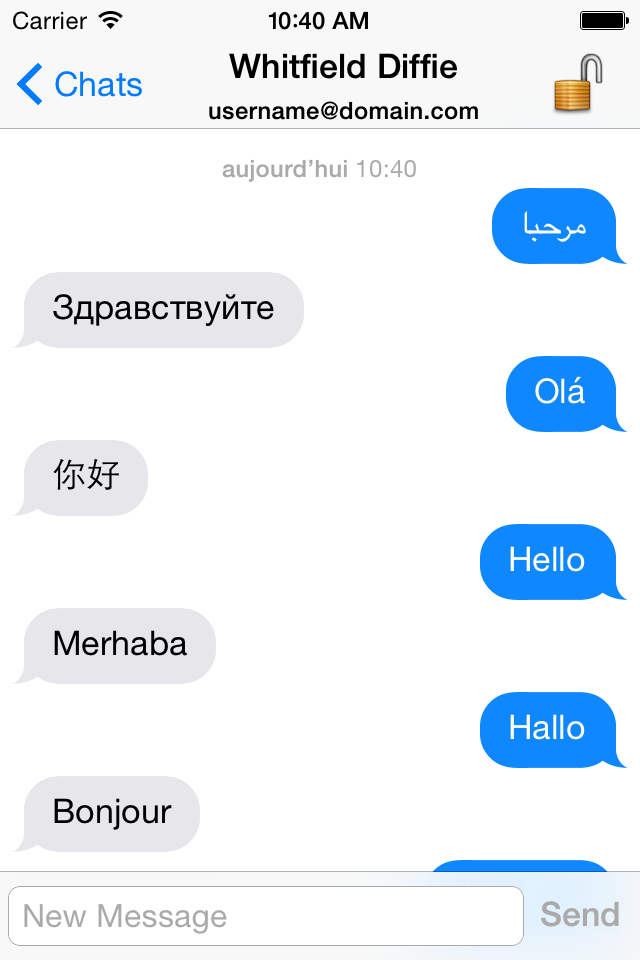 Carrier 10:40 AM
Chats
Whitfield Diffie
username@domain.com
aujourd’hui 10:40
مرحبا
Здравствуйте
Olá
你好
Hello
Merhaba
Hallo
Bonjour
New Message
Send